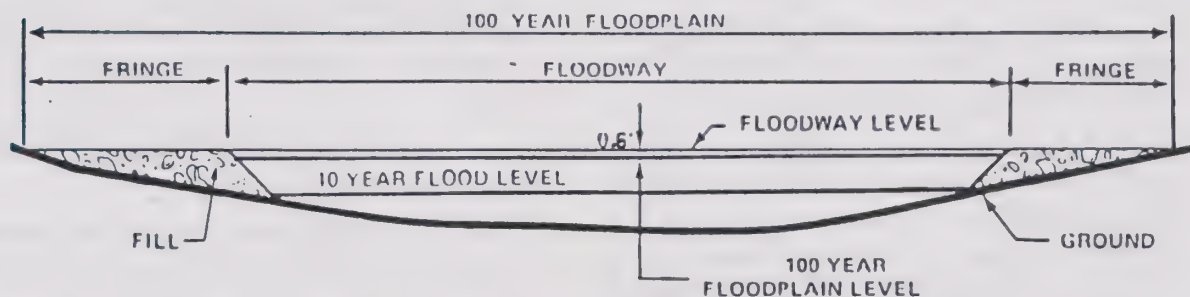 100 YEAR FLOODPLAIN
FRINGE FLOODWAY FRINGE
0.5'
FLOODWAY LEVEL
10 YEAR FLOOD LEVEL
FILL
GROUND
100 YEAR
FLOODPLAIN LEVEL